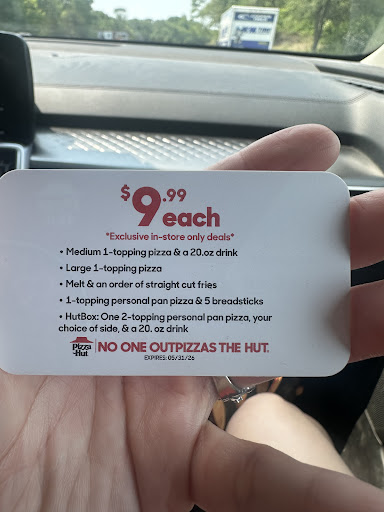 $9.99
each
*Exclusive in-store only deals*
• Medium 1-topping pizza & a 20.oz drink
• Large 1-topping pizza
• Melt & an order of straight cut fries
• 1-topping personal pan pizza & 5 breadsticks
• HutBox: One 2-topping personal pan pizza, your
choice of side, & a 20. oz drink
Pizza
Hut
NO ONE OUTPIZZAS THE HUT.
EXPIRES: 05/31/26